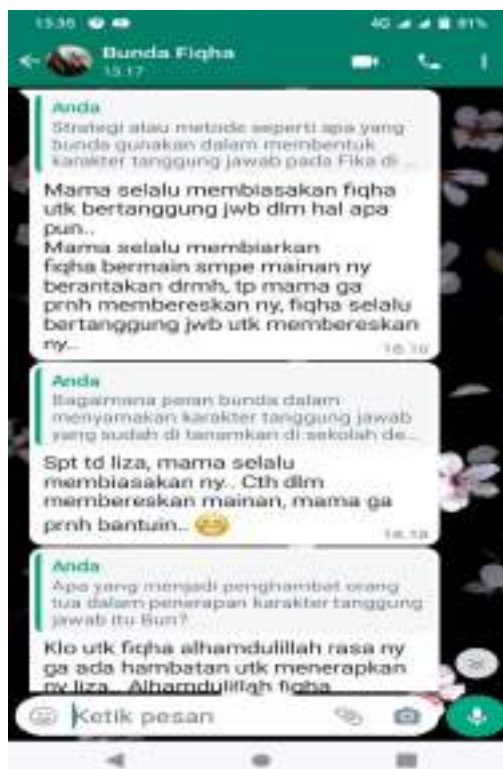 15.35
4G 81%
Bunda Fiqha
15.17
Anda
Strategi atau metode seperti apa yang
bunda gunakan dalam membentuk
karakter tanggung jawab pada Fika di ...
Mama selalu membiasakan fiqha
utk bertanggung jwb dlm hal apa
pun..
Mama selalu membiarkan
fiqha bermain smpe mainan ny
berantakan drmh, tp mama ga
prnh membereskan ny, fiqha selalu
bertanggung jwb utk membereskan
ny..
Anda
Bagaimana peran bunda dalam
menyamakan karakter tanggung jawab
yang sudah di tanamkan di sekolah de...
Spt td liza, mama selalu
membiasakan ny.. Cth dlm
membereskan mainan, mama ga
prnh bantuin.. 😄
Anda
Apa yang menjadi penghambat orang
tua dalam penerapan karakter tanggung
jawab itu Bun?
Klo utk fiqha alhamdulillah rasa ny
ga ada hambatan utk menerapkan
ny liza.. Alhamdulillah fiqha
Ketik pesan